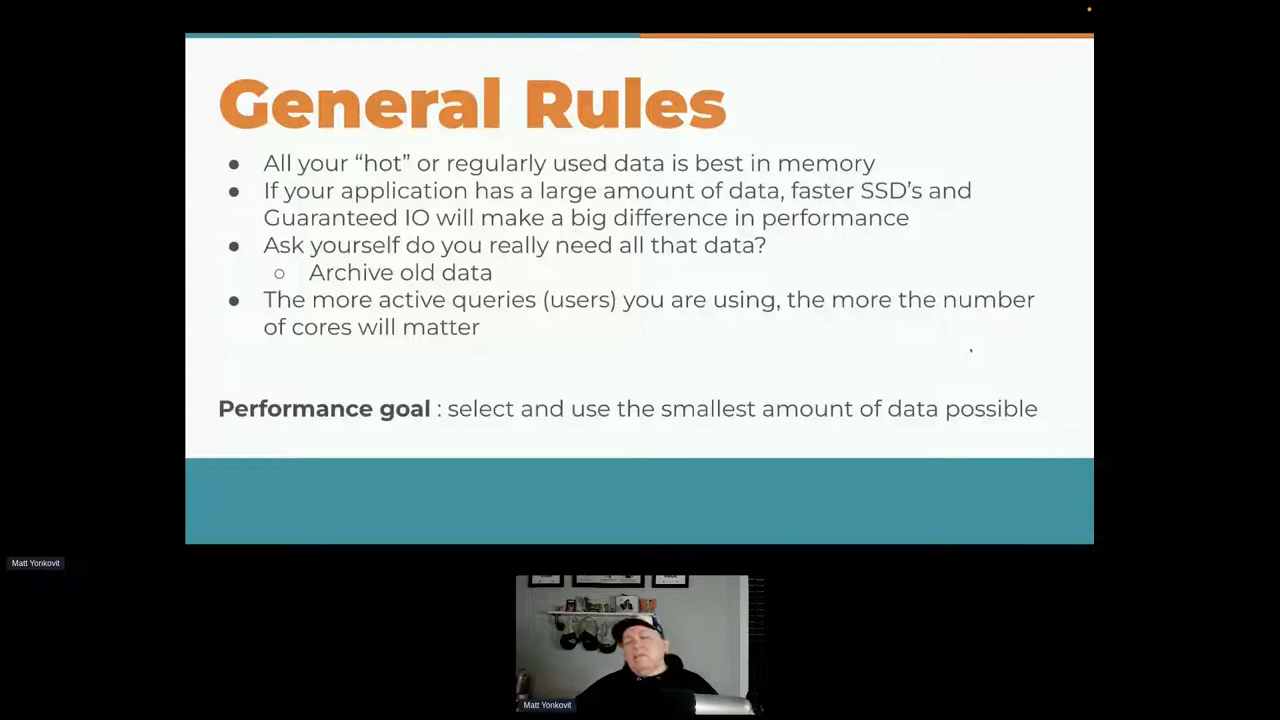 General Rules
● All your “hot” or regularly used data is best in memory
● If your application has a large amount of data, faster SSD’s and
Guaranteed IO will make a big difference in performance
● Ask yourself do you really need all that data?
○ Archive old data
● The more active queries (users) you are using, the more the number
of cores will matter
Performance goal : select and use the smallest amount of data possible
Matt Yonkovit
Matt Yonkovit